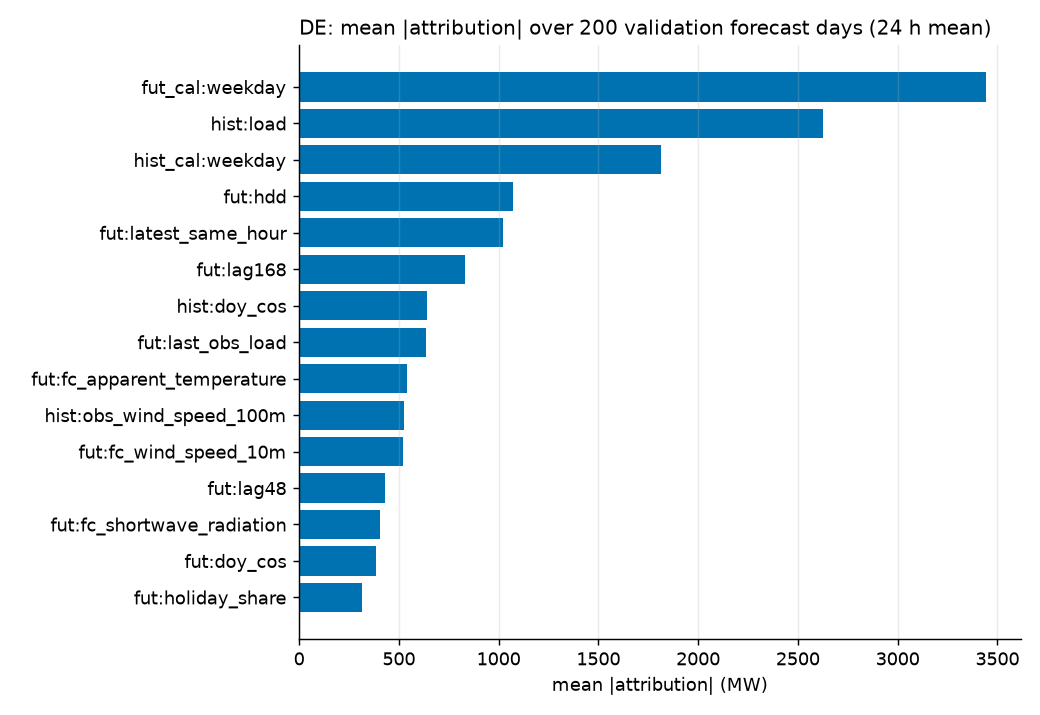 DE: mean |attribution| over 200 validation forecast days (24 h mean)
fut_cal:weekday
hist:load
hist_cal:weekday
fut:hdd
fut:latest_same_hour
fut:lag168
hist:doy_cos
fut:last_obs_load
fut:fc_apparent_temperature
hist:obs_wind_speed_100m
fut:fc_wind_speed_10m
fut:lag48
fut:fc_shortwave_radiation
fut:doy_cos
fut:holiday_share
0 500 1000 1500 2000 2500 3000 3500
mean |attribution| (MW)